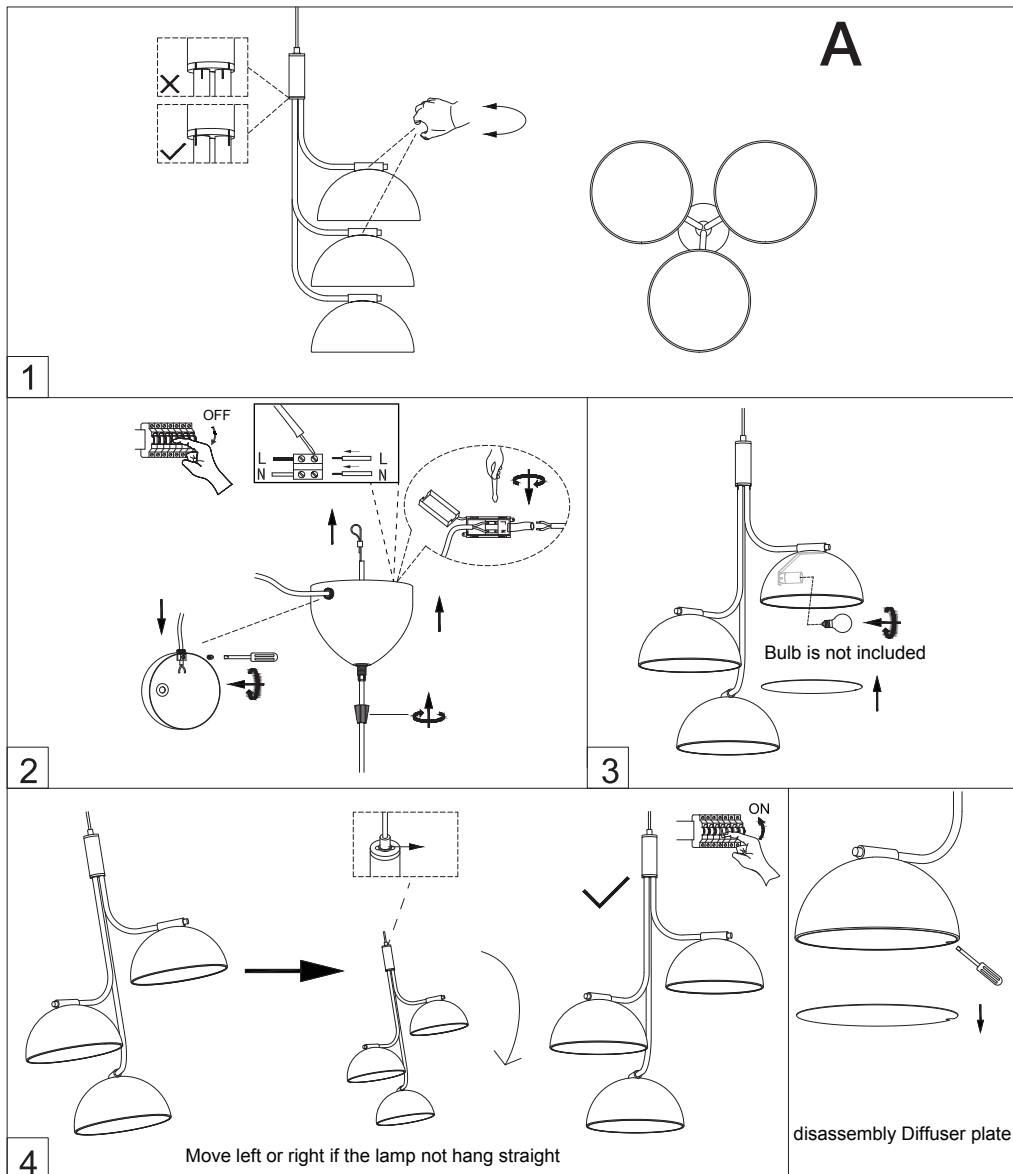 A
1
OFF
L L
N N
2
Bulb is not included
3
ON
Move left or right if the lamp not hang straight
4
disassembly Diffuser plate